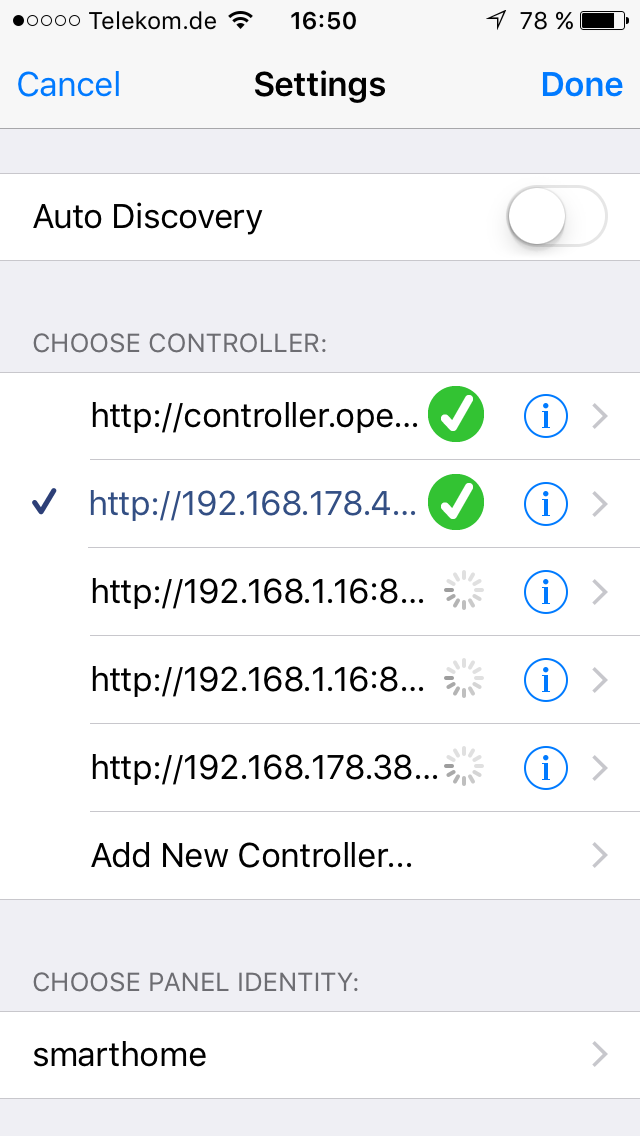 Telekom.de 16:50 78 %
Cancel Settings Done
Auto Discovery
CHOOSE CONTROLLER:
http://controller.ope...
http://192.168.178.4...
http://192.168.1.16:8...
http://192.168.1.16:8...
http://192.168.178.38...
Add New Controller...
CHOOSE PANEL IDENTITY:
smarthome